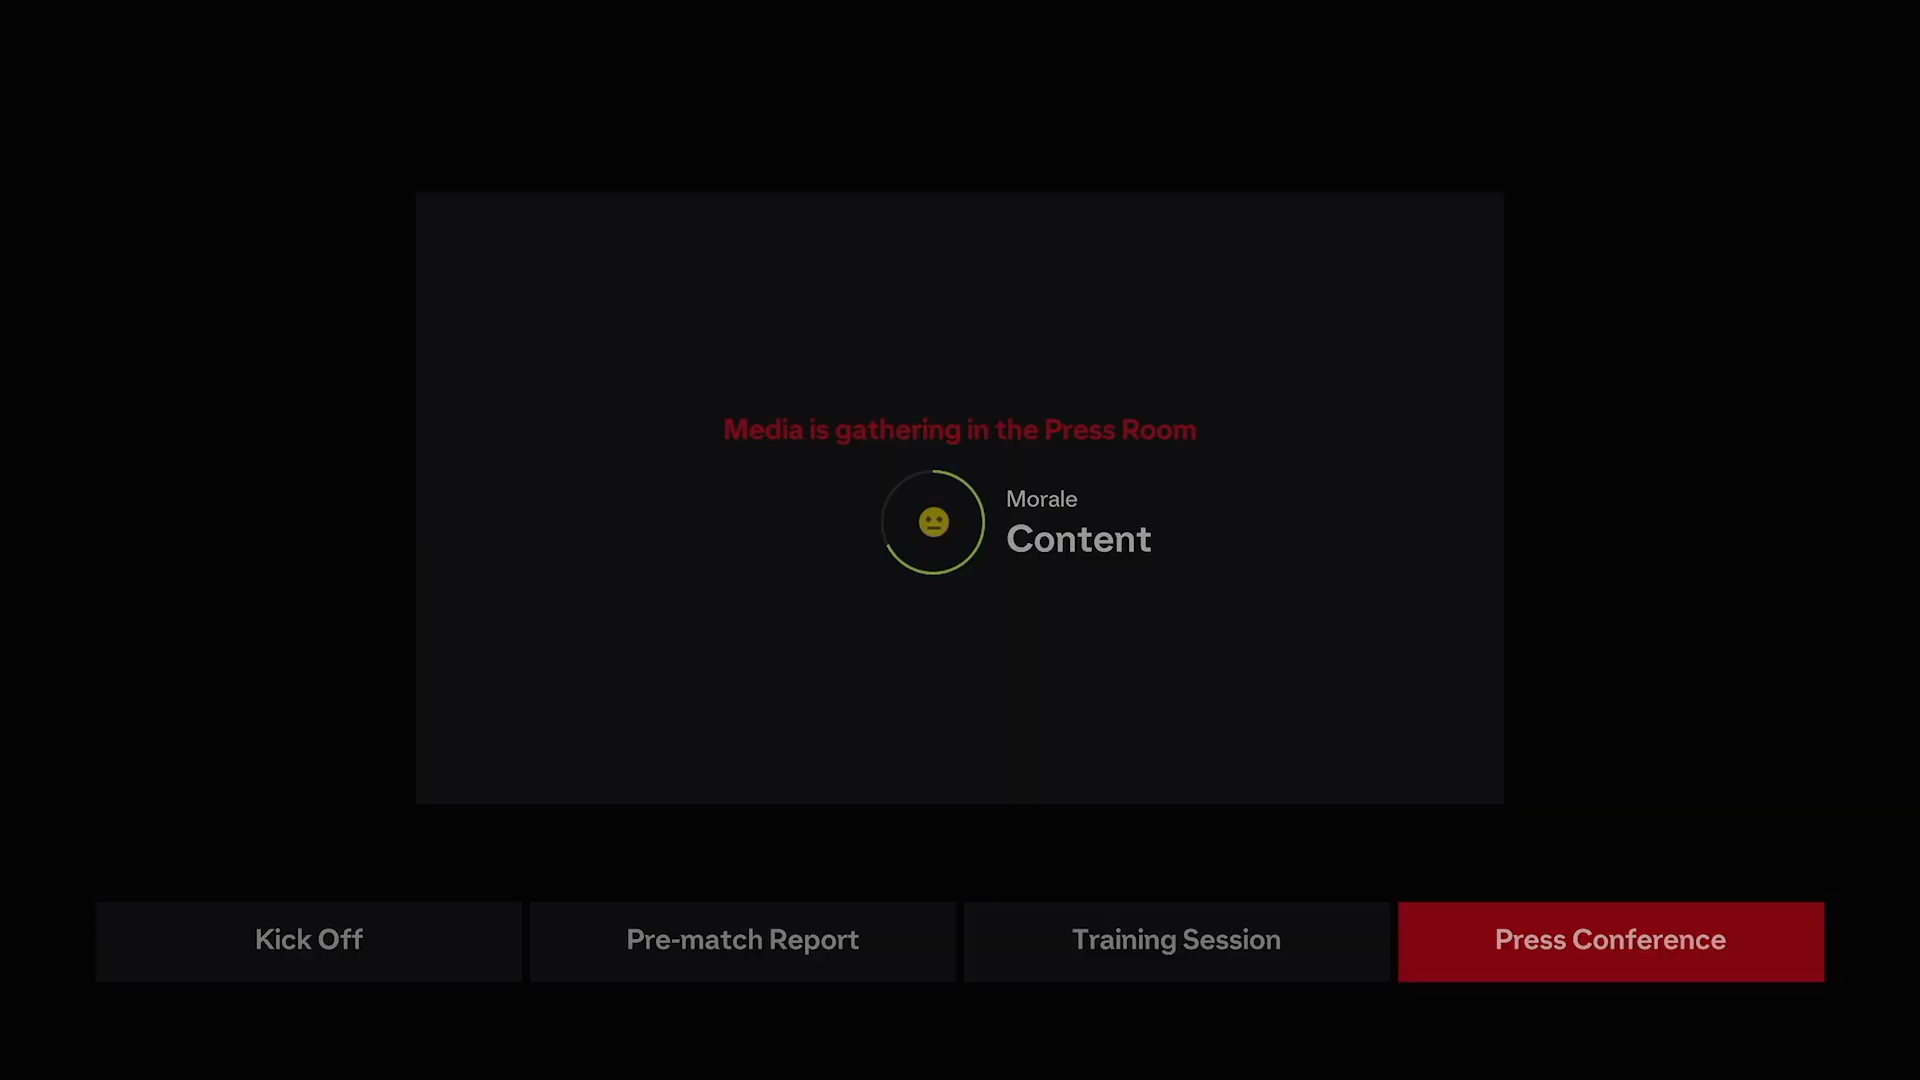 Media is gathering in the Press Room
Morale
Content
Kick Off
Pre-match Report
Training Session
Press Conference